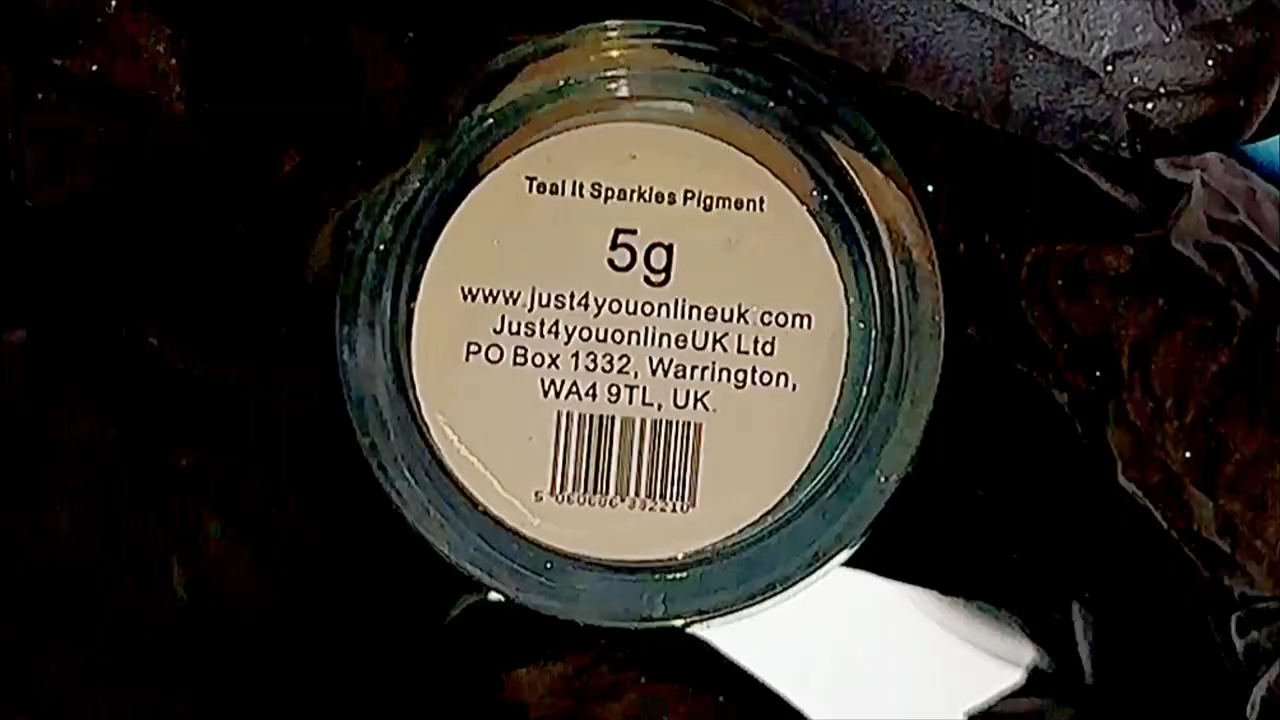 Teal It Sparkles Pigment
5g
www.just4youonlineuk.com
Just4youonlineUK Ltd
PO Box 1332, Warrington,
WA4 9TL, UK.